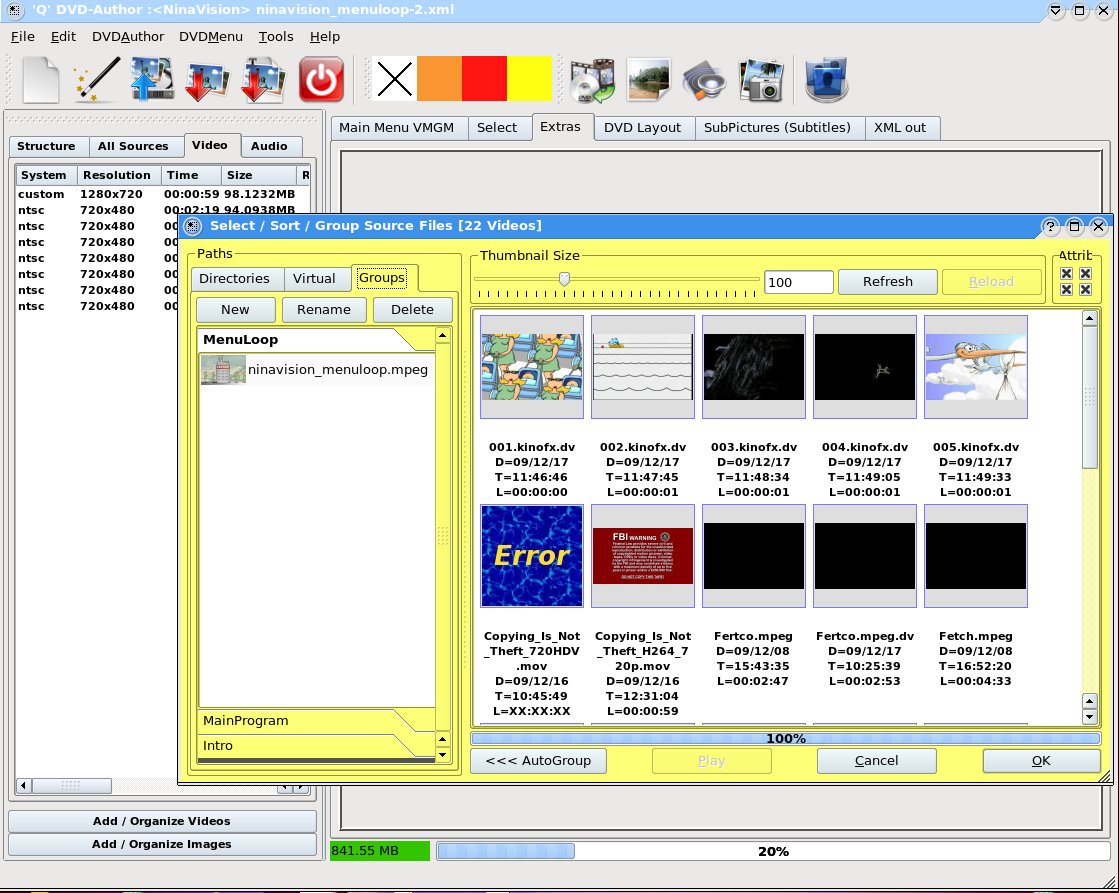 'Q' DVD-Author :<NinaVision> ninavision_menuloop-2.xml
File Edit DVDAuthor DVDMenu Tools Help
Main Menu VMGM Select Extras DVD Layout SubPictures (Subtitles) XML out
Structure All Sources Video Audio
System Resolution Time Size R
custom 1280x720 00:00:59 98.1232MB
ntsc 720x480 00:02:19 94.0938MB
ntsc 720x480 00
ntsc 720x480 00
ntsc 720x480 00
ntsc 720x480 00
ntsc 720x480 00
ntsc 720x480 00
Select / Sort / Group Source Files [22 Videos]
Paths
Directories Virtual Groups
New Rename Delete
MenuLoop
ninavision_menuloop.mpeg
MainProgram
Intro
Thumbnail Size
100 Refresh Reload
Attrib
001.kinofx.dv
D=09/12/17
T=11:46:46
L=00:00:00
002.kinofx.dv
D=09/12/17
T=11:47:45
L=00:00:01
003.kinofx.dv
D=09/12/17
T=11:48:34
L=00:00:01
004.kinofx.dv
D=09/12/17
T=11:49:05
L=00:00:01
005.kinofx.dv
D=09/12/17
T=11:49:33
L=00:00:01
Error
Copying_Is_Not
_Theft_720HDV
.mov
D=09/12/16
T=10:45:49
L=XX:XX:XX
FBI WARNING
Copying_Is_Not
_Theft_H264_7
20p.mov
D=09/12/16
T=12:31:04
L=00:00:59
Fertco.mpeg
D=09/12/08
T=15:43:35
L=00:02:47
Fertco.mpeg.dv
D=09/12/17
T=10:25:39
L=00:02:53
Fetch.mpeg
D=09/12/08
T=16:52:20
L=00:04:33
100%
<<< AutoGroup Play Cancel OK
Add / Organize Videos
Add / Organize Images
841.55 MB
20%